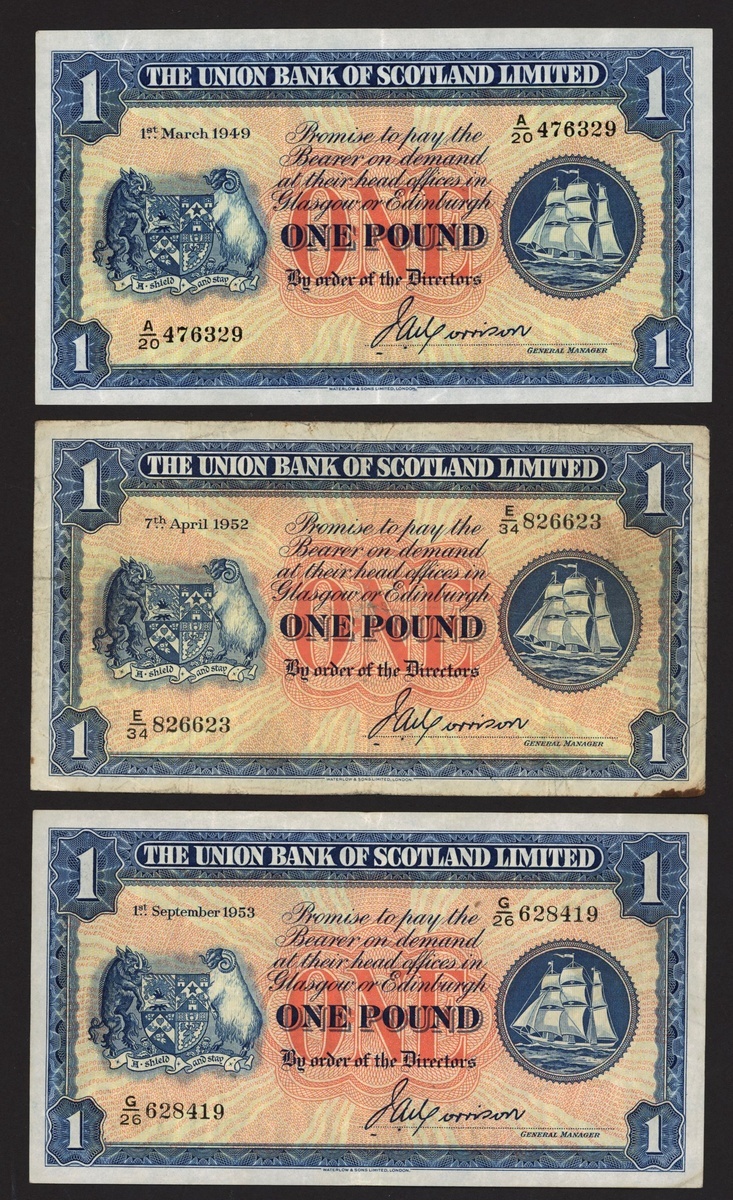 1 THE UNION BANK OF SCOTLAND LIMITED 1
1st March 1949
A/20 476329
Promise to pay the
Bearer on demand
at their head offices in
Glasgow or Edinburgh
ONE
ONE POUND
By order of the Directors
A · shield and stay
A/20 476329
J A Morrison
GENERAL MANAGER
1 1
WATERLOW & SONS LIMITED, LONDON.
1 THE UNION BANK OF SCOTLAND LIMITED 1
7th April 1952
E/34 826623
Promise to pay the
Bearer on demand
at their head offices in
Glasgow or Edinburgh
ONE
ONE POUND
By order of the Directors
A · shield and stay
E/34 826623
J A Morrison
GENERAL MANAGER
1 1
WATERLOW & SONS LIMITED, LONDON.
1 THE UNION BANK OF SCOTLAND LIMITED 1
1st September 1953
G/26 628419
Promise to pay the
Bearer on demand
at their head offices in
Glasgow or Edinburgh
ONE
ONE POUND
By order of the Directors
A · shield and stay
G/26 628419
J A Morrison
GENERAL MANAGER
1 1
WATERLOW & SONS LIMITED, LONDON.